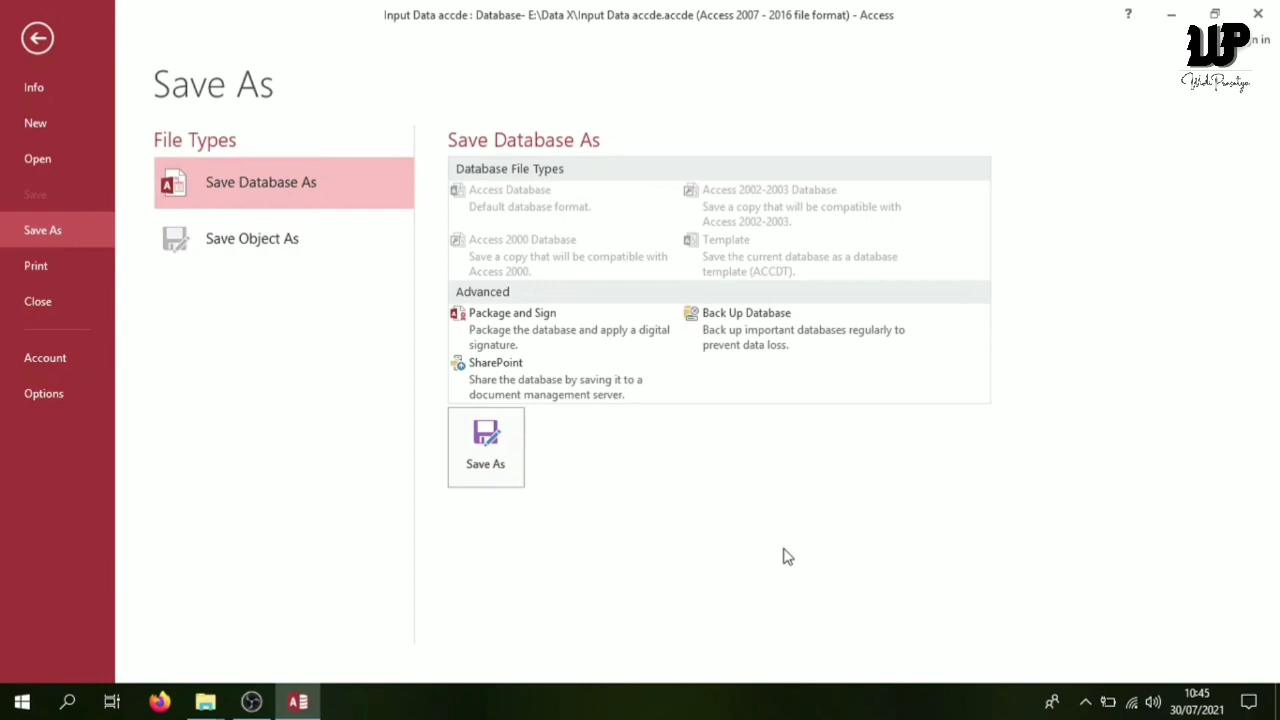 Input Data accde : Database- E:\Data X\Input Data accde.accde (Access 2007 - 2016 file format) - Access
?
in in
WP
Widi Prasetya
Save As
Info
New
Open
Save
Save As
Print
Close
Account
Options
File Types
Save Database As
Save Object As
Save Database As
Database File Types
Access Database
Default database format.
Access 2002-2003 Database
Save a copy that will be compatible with
Access 2002-2003.
Access 2000 Database
Save a copy that will be compatible with
Access 2000.
Template
Save the current database as a database
template (ACCDT).
Advanced
Package and Sign
Package the database and apply a digital
signature.
Back Up Database
Back up important databases regularly to
prevent data loss.
SharePoint
Share the database by saving it to a
document management server.
Save As
10:45
30/07/2021